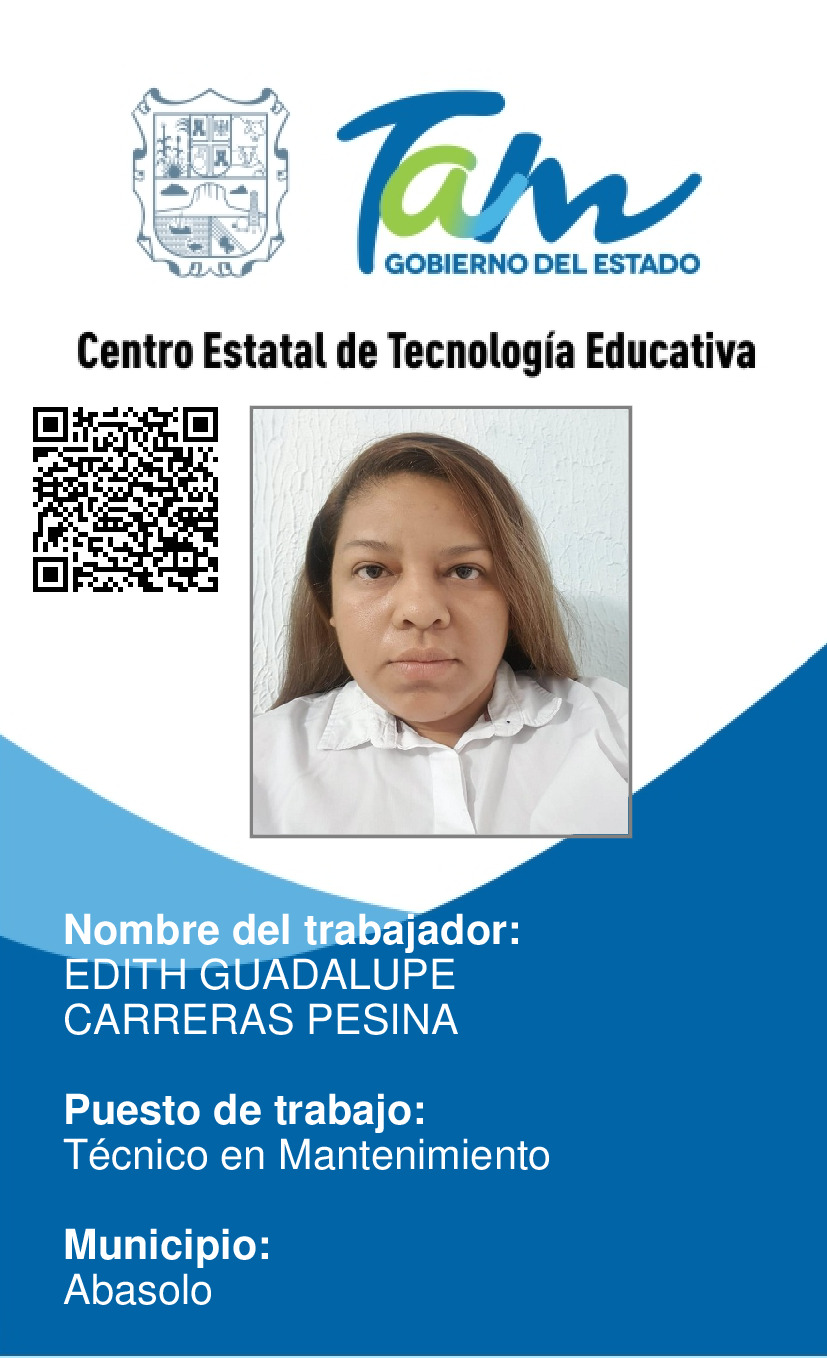 Tam
GOBIERNO DEL ESTADO
Centro Estatal de Tecnología Educativa
Nombre del trabajador:
EDITH GUADALUPE
CARRERAS PESINA
Puesto de trabajo:
Técnico en Mantenimiento
Municipio:
Abasolo